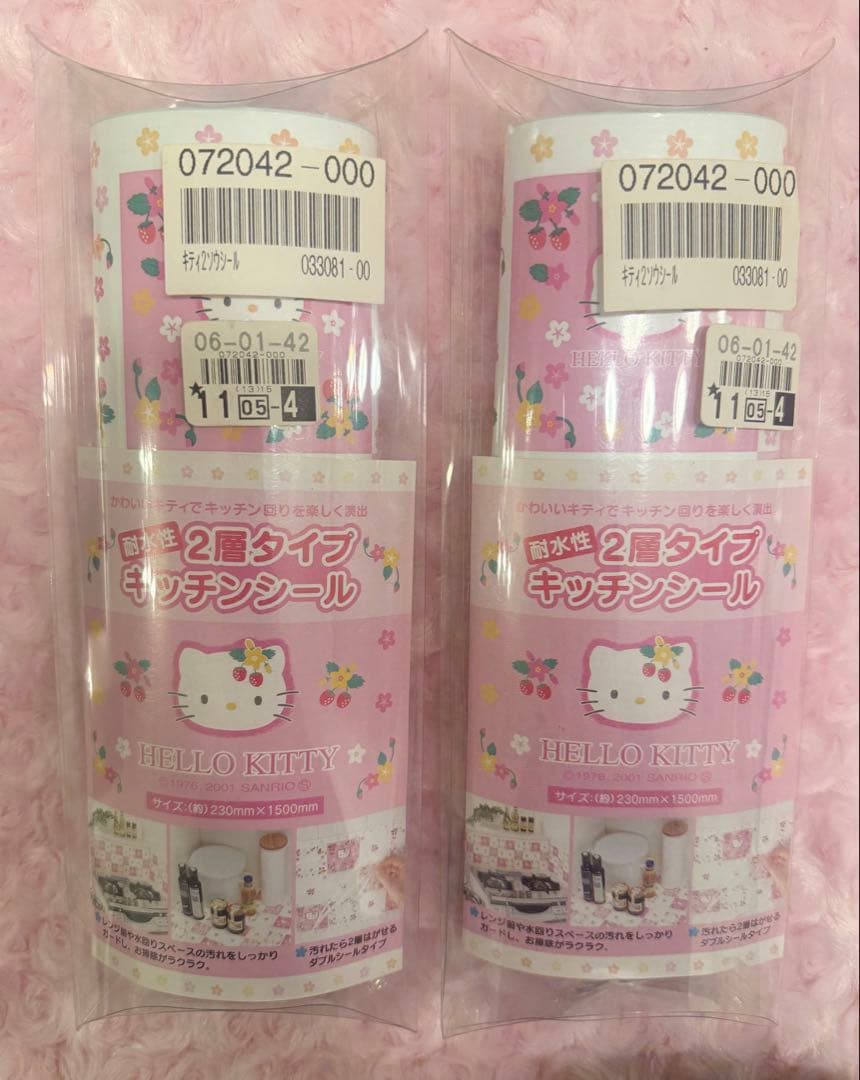 072042-000
キティ2ソウシール 033081-00
06-01-42
072042-000
(13)15
★11 05-4
かわいいキティでキッチン回りを楽しく演出
耐水性 2層タイプ
キッチンシール
HELLO KITTY
©1976, 2001 SANRIO Ⓢ
サイズ:(約)230mm×1500mm
レンジ前や水回りスペースの汚れをしっかり
ガードし、お掃除がラクラク。
汚れたら2層はがせる
ダブルシールタイプ
072042-000
キティ2ソウシール 033081-00
HELLO KITTY
06-01-42
072042-000
(13)15
★11 05-4
かわいいキティでキッチン回りを楽しく演出
耐水性 2層タイプ
キッチンシール
HELLO KITTY
©1976, 2001 SANRIO Ⓢ
サイズ:(約)230mm×1500mm
レンジ前や水回りスペースの汚れをしっかり
ガードし、お掃除がラクラク。
汚れたら2層はがせる
ダブルシールタイプ